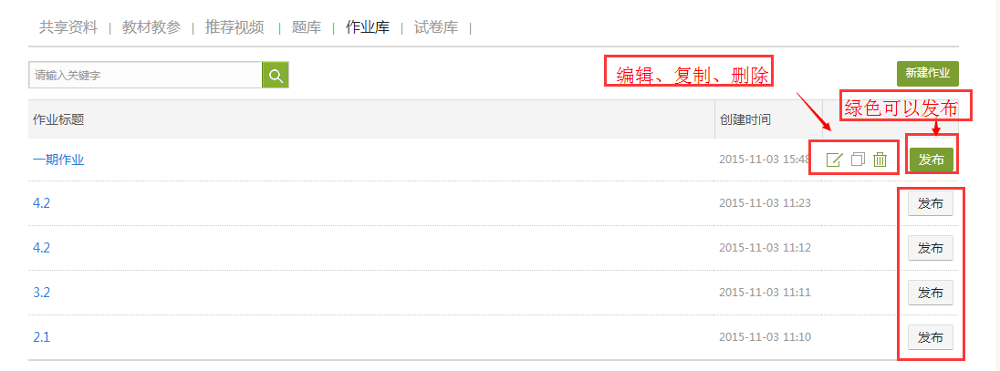 共享资料 | 教材教参 | 推荐视频 | 题库 | 作业库 | 试卷库 |
请输入关键字
编辑、复制、删除
新建作业
绿色可以发布
作业标题 创建时间
一期作业 2015-11-03 15:48 发布
4.2 2015-11-03 11:23 发布
4.2 2015-11-03 11:12 发布
3.2 2015-11-03 11:11 发布
2.1 2015-11-03 11:10 发布